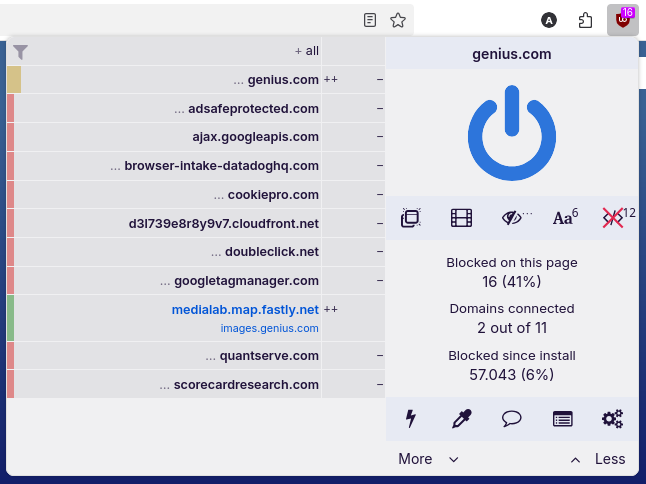 A
16
+ all
... genius.com ++ –
... adsafeprotected.com –
ajax.googleapis.com –
... browser-intake-datadoghq.com –
... cookiepro.com –
d3l739e8r8y9v7.cloudfront.net –
... doubleclick.net –
... googletagmanager.com –
medialab.map.fastly.net ++
images.genius.com
... quantserve.com –
... scorecardresearch.com –
genius.com
... Aa 6 </> 12
Blocked on this page
16 (41%)
Domains connected
2 out of 11
Blocked since install
57.043 (6%)
More Less